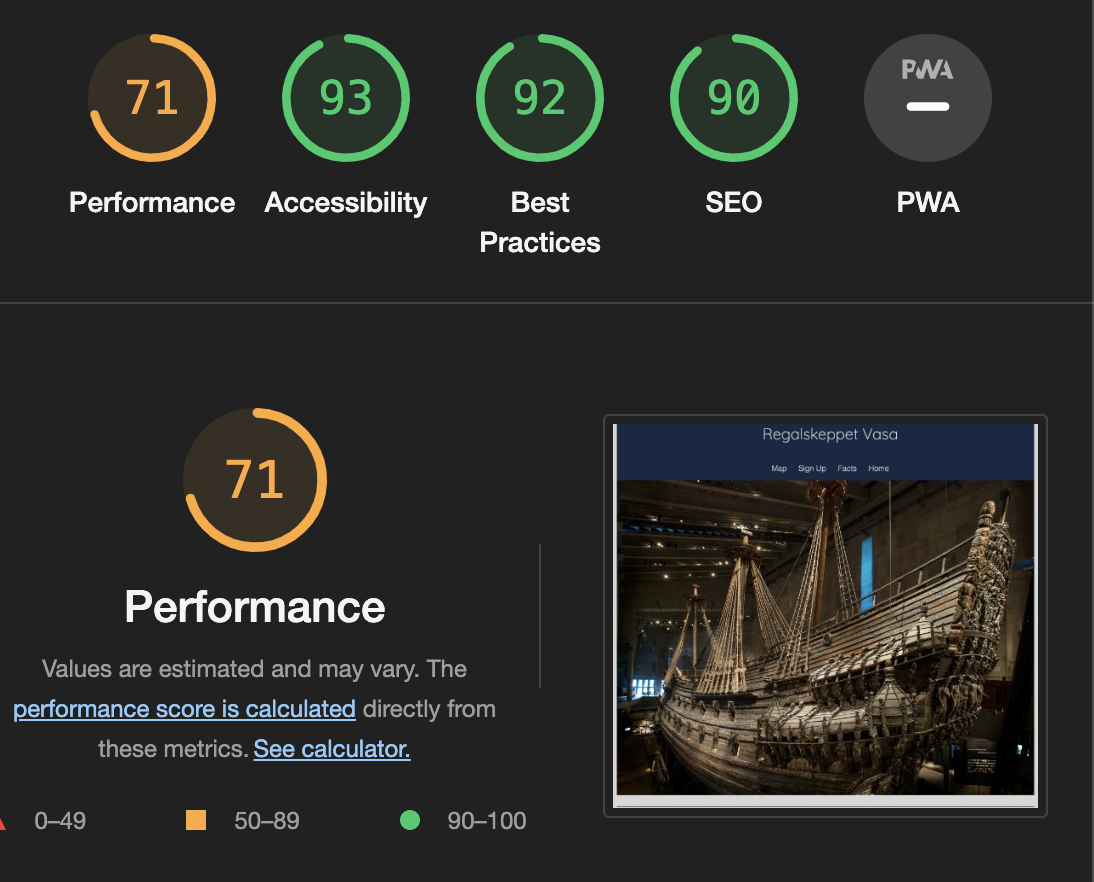 71
93
92
90
PWA
Performance
Accessibility
Best
Practices
SEO
PWA
71
Performance
Values are estimated and may vary. The
performance score is calculated directly from
these metrics. See calculator.
0–49
50–89
90–100
Regalskeppet Vasa
Map
Sign Up
Facts
Home